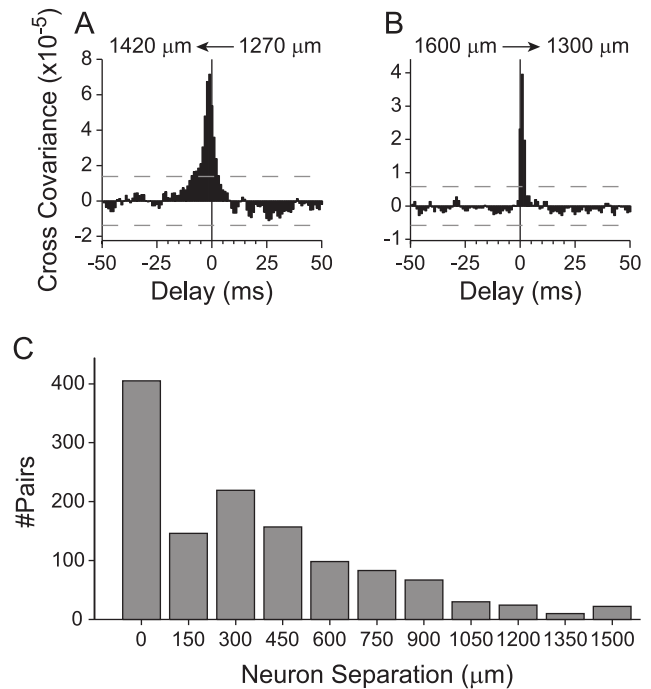 A
B
1420 μm ← 1270 μm
1600 μm → 1300 μm
Cross Covariance (x10-5)
8
6
4
2
0
-2
4
3
2
1
0
-1
-50 -25 0 25 50
-50 -25 0 25 50
Delay (ms)
Delay (ms)
C
#Pairs
400
300
200
100
0
0 150 300 450 600 750 900 1050 1200 1350 1500
Neuron Separation (μm)